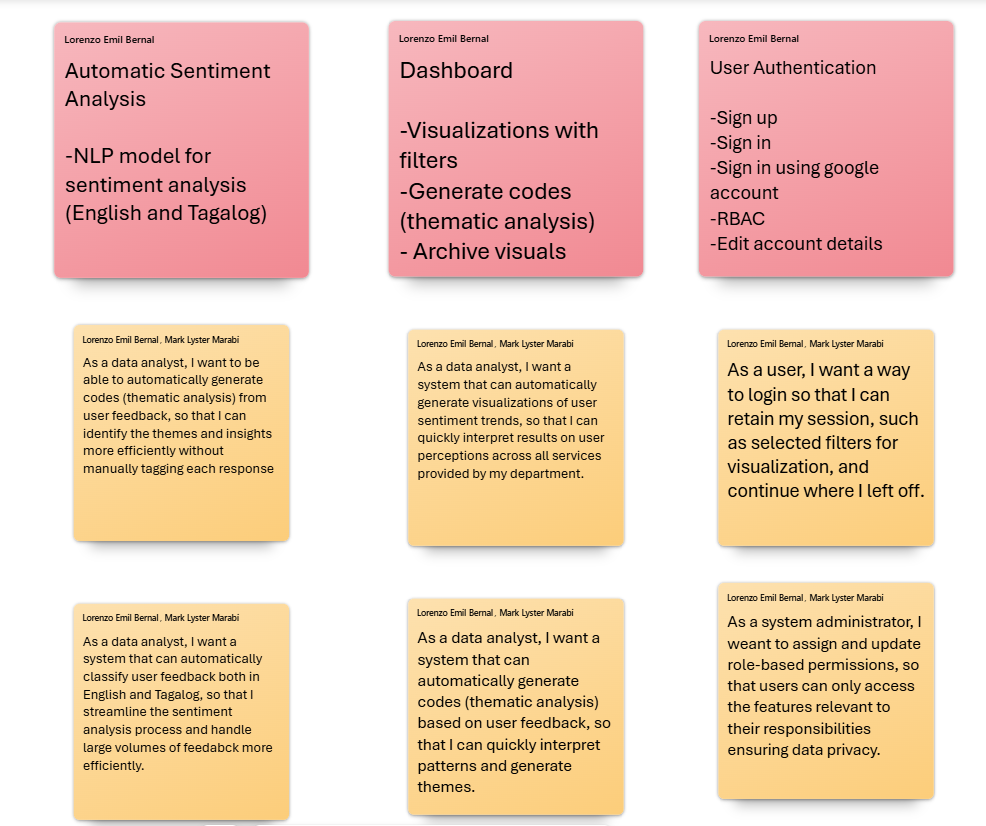 Lorenzo Emil Bernal
Automatic Sentiment
Analysis
-NLP model for
sentiment analysis
(English and Tagalog)
Lorenzo Emil Bernal
Dashboard
-Visualizations with
filters
-Generate codes
(thematic analysis)
- Archive visuals
Lorenzo Emil Bernal
User Authentication
-Sign up
-Sign in
-Sign in using google
account
-RBAC
-Edit account details
Lorenzo Emil Bernal, Mark Lyster Marabi
As a data analyst, I want to be
able to automatically generate
codes (thematic analysis) from
user feedback, so that I can
identify the themes and insights
more efficiently without
manually tagging each response
Lorenzo Emil Bernal, Mark Lyster Marabi
As a data analyst, I want a
system that can automatically
generate visualizations of user
sentiment trends, so that I can
quickly interpret results on user
perceptions across all services
provided by my department.
Lorenzo Emil Bernal, Mark Lyster Marabi
As a user, I want a way
to login so that I can
retain my session, such
as selected filters for
visualization, and
continue where I left off.
Lorenzo Emil Bernal, Mark Lyster Marabi
As a data analyst, I want a
system that can automatically
classify user feedback both in
English and Tagalog, so that I
streamline the sentiment
analysis process and handle
large volumes of feedabck more
efficiently.
Lorenzo Emil Bernal, Mark Lyster Marabi
As a data analyst, I want a
system that can
automatically generate
codes (thematic analysis)
based on user feedback, so
that I can quickly interpret
patterns and generate
themes.
Lorenzo Emil Bernal, Mark Lyster Marabi
As a system administrator, I
weant to assign and update
role-based permissions, so
that users can only access
the features relevant to
their responsibilities
ensuring data privacy.